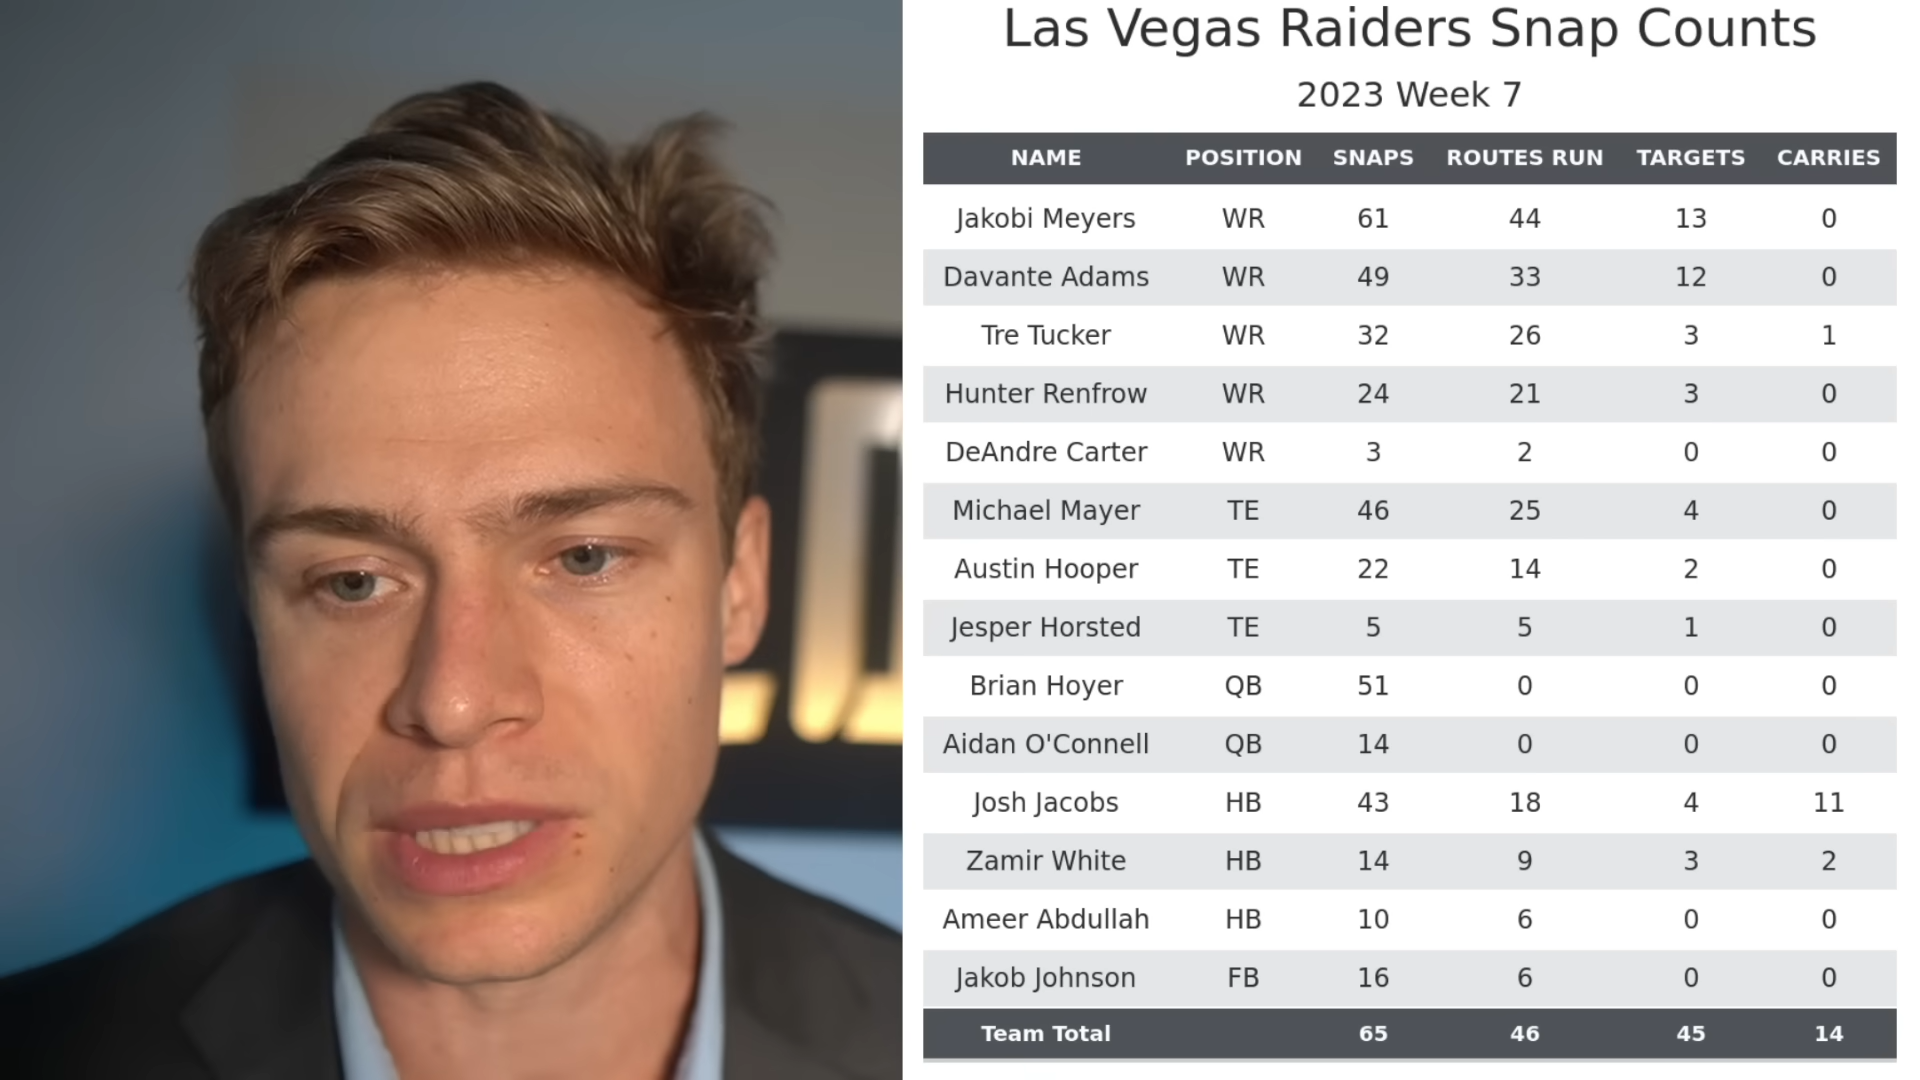 Las Vegas Raiders Snap Counts
2023 Week 7
NAME POSITION SNAPS ROUTES RUN TARGETS CARRIES
Jakobi Meyers WR 61 44 13 0
Davante Adams WR 49 33 12 0
Tre Tucker WR 32 26 3 1
Hunter Renfrow WR 24 21 3 0
DeAndre Carter WR 3 2 0 0
Michael Mayer TE 46 25 4 0
Austin Hooper TE 22 14 2 0
Jesper Horsted TE 5 5 1 0
Brian Hoyer QB 51 0 0 0
Aidan O'Connell QB 14 0 0 0
Josh Jacobs HB 43 18 4 11
Zamir White HB 14 9 3 2
Ameer Abdullah HB 10 6 0 0
Jakob Johnson FB 16 6 0 0
Team Total 65 46 45 14